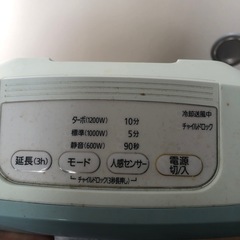 ターボ(1200W) 10分
標準(1000W) 5分
静音(600W) 90秒
冷却送風中
チャイルドロック
延長(3h) モード 人感センサー 電源切/入
チャイルドロック(3秒長押し)